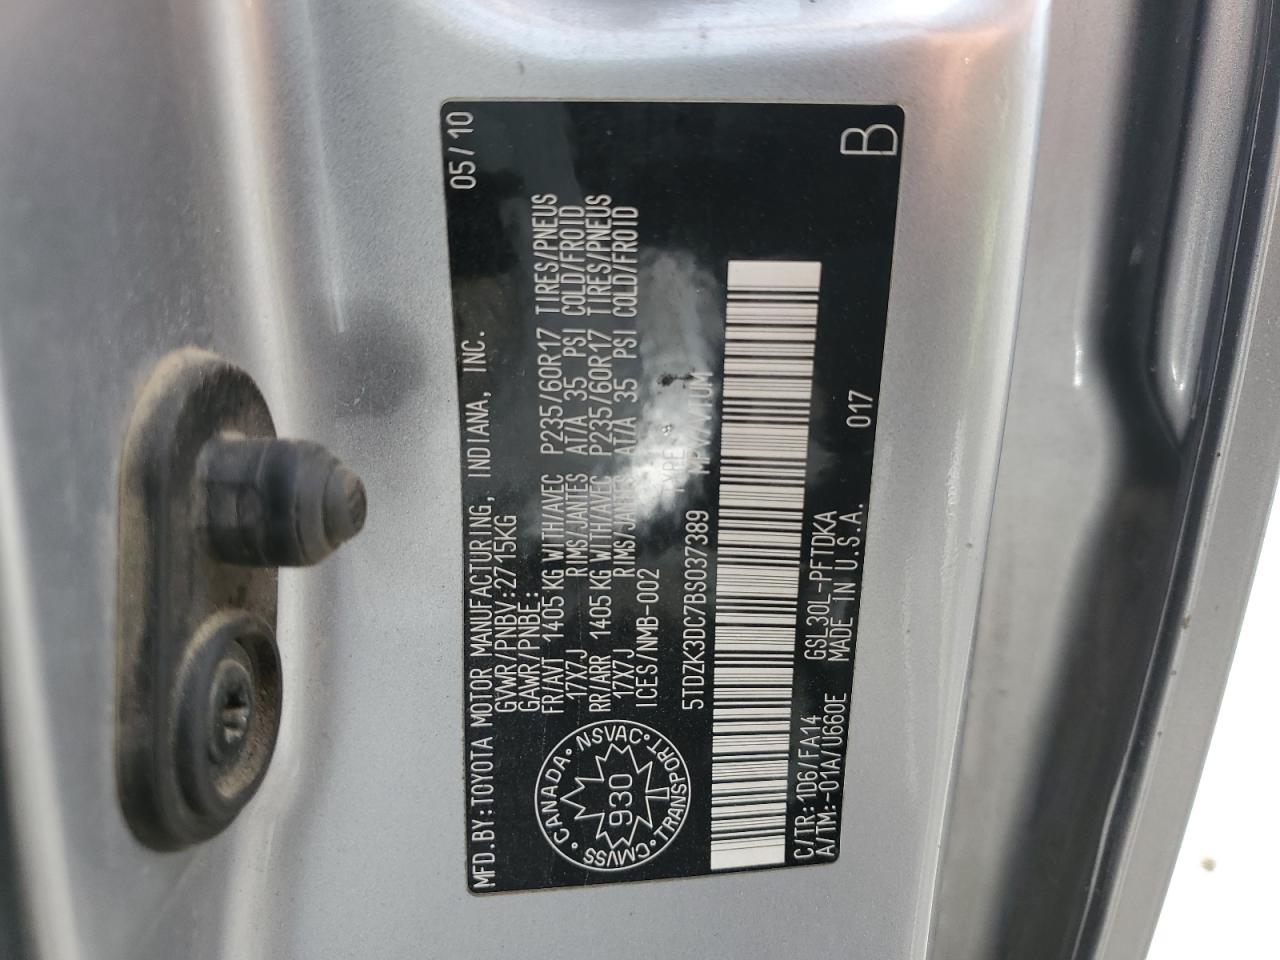 MFD.BY:TOYOTA MOTOR MANUFACTURING, INDIANA, INC. 05/10
GVWR/PNBV:2715KG
GAWR/PNBE:
FR/AVT 1405 KG WITH/AVEC P235/60R17 TIRES/PNEUS
17X7J RIMS/JANTES AT/A 35 PSI COLD/FROID
RR/ARR 1405 KG WITH/AVEC P235/60R17 TIRES/PNEUS
17X7J RIMS/JANTES AT/A 35 PSI COLD/FROID
ICES/NMB-002
CANADA • NSVAC • TRANSPORT • CMVSS •
930
5TDZK3DC7BS037389
C/TR:1D6/FA14 GSL30L-PFTDKA 017
A/TM:-01A/U660E MADE IN U.S.A.
B